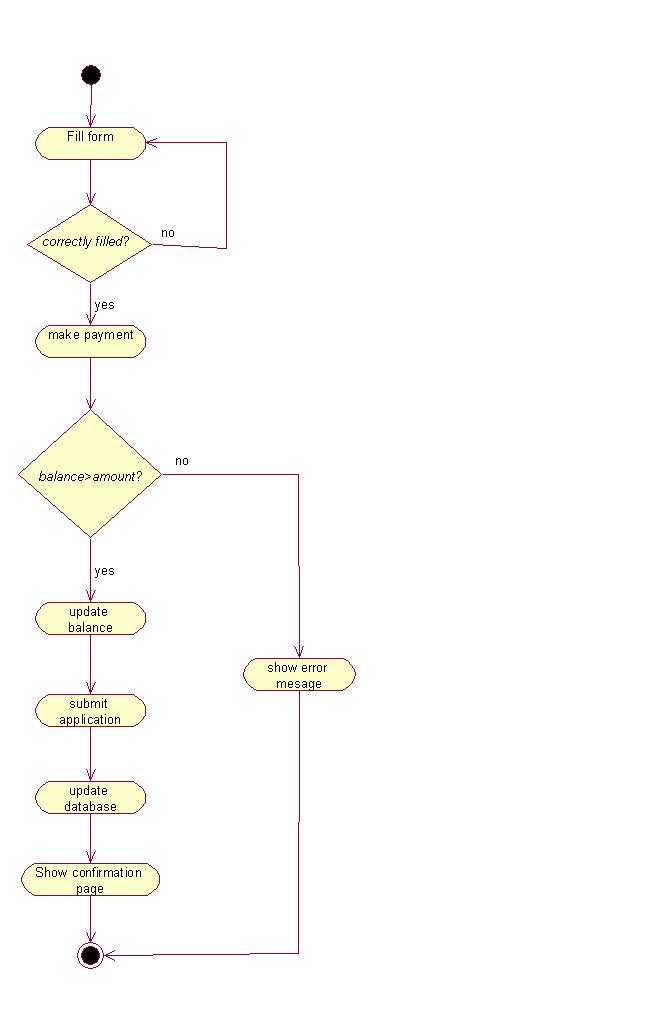 Fill form
correctly filled?
no
yes
make payment
no
balance>amount?
yes
update
balance
show error
mesage
submit
application
update
database
Show confirmation
page